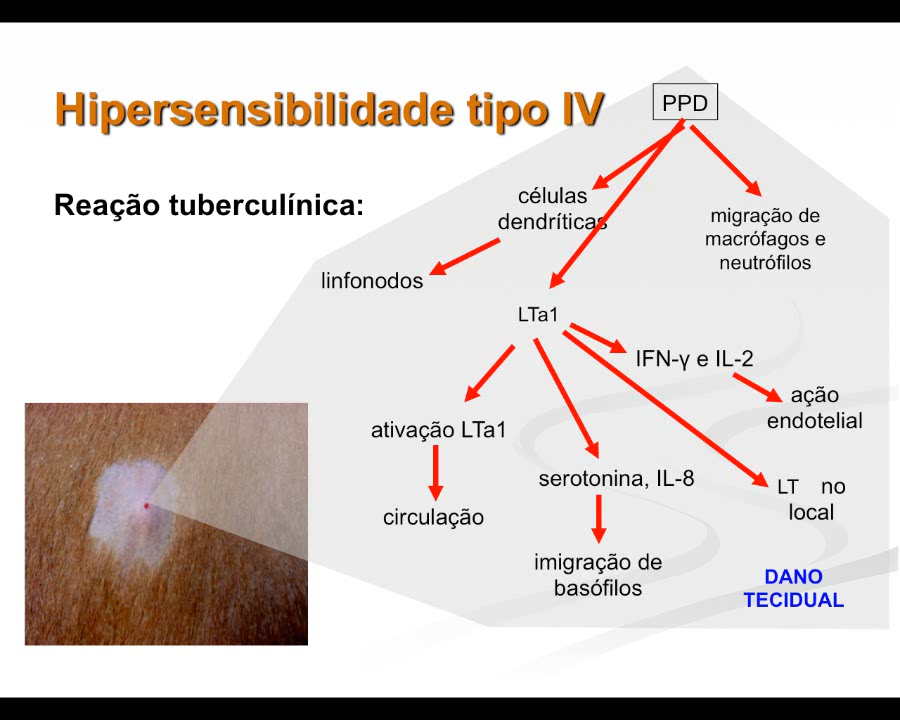 Hipersensibilidade tipo IV
PPD
Reação tuberculínica:
células
dendríticas
migração de
macrófagos e
neutrófilos
linfonodos
LTa1
IFN-γ e IL-2
ação
endotelial
ativação LTa1
serotonina, IL-8
LT no
local
circulação
imigração de
basófilos
DANO
TECIDUAL